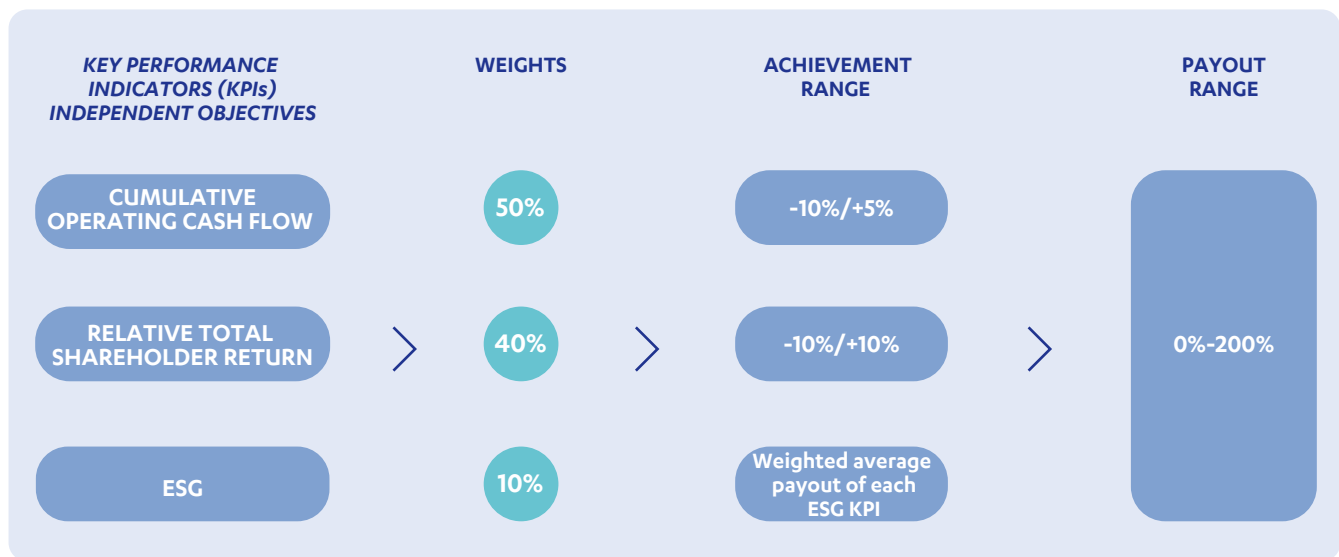 KEY PERFORMANCE
INDICATORS (KPIs)
INDEPENDENT OBJECTIVES
WEIGHTS
ACHIEVEMENT
RANGE
PAYOUT
RANGE
CUMULATIVE
OPERATING CASH FLOW
50%
-10%/+5%
RELATIVE TOTAL
SHAREHOLDER RETURN
40%
-10%/+10%
0%-200%
ESG
10%
Weighted average
payout of each
ESG KPI